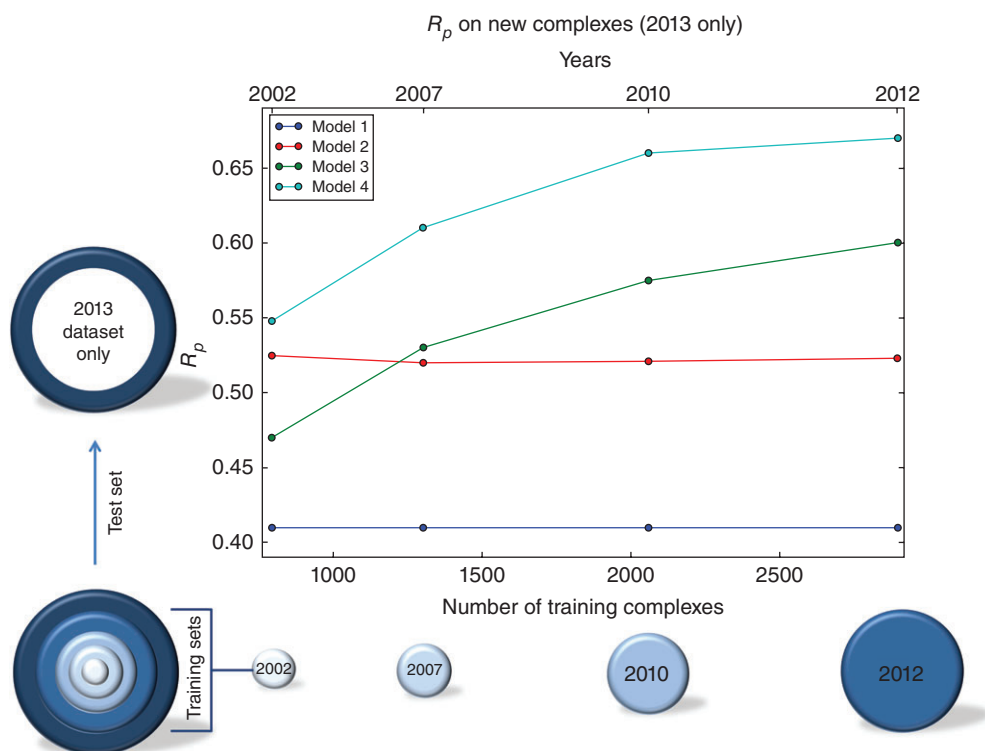 Rp on new complexes (2013 only)
Years
2002 2007 2010 2012
Model 1
Model 2
Model 3
Model 4
0.65
0.60
0.55
0.50
0.45
0.40
Rp
1000 1500 2000 2500
Number of training complexes
2013
dataset
only
Test set
Training sets
2002 2007 2010 2012